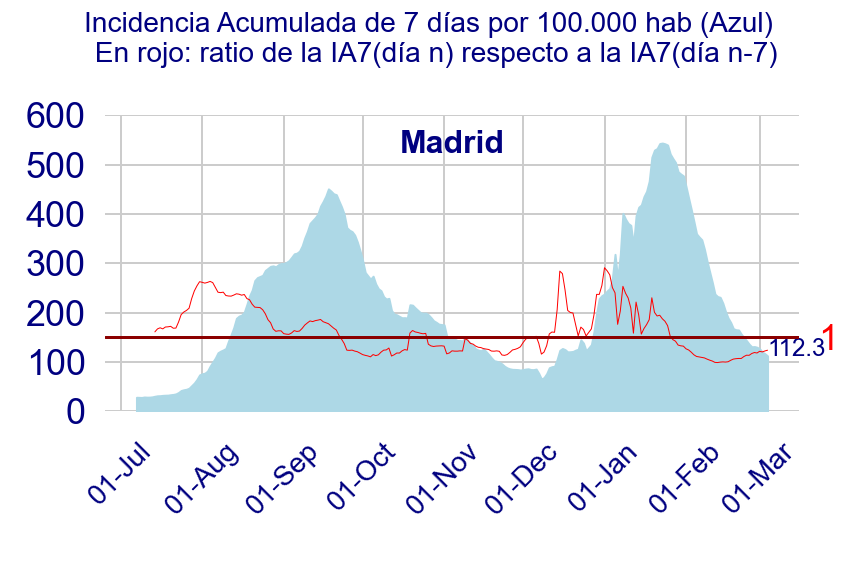 Incidencia Acumulada de 7 días por 100.000 hab (Azul)
En rojo: ratio de la IA7(día n) respecto a la IA7(día n-7)
600
Madrid
500
400
300
200
1
112.3
100
0
01-Jul
01-Aug
01-Sep
01-Oct
01-Nov
01-Dec
01-Jan
01-Feb
01-Mar